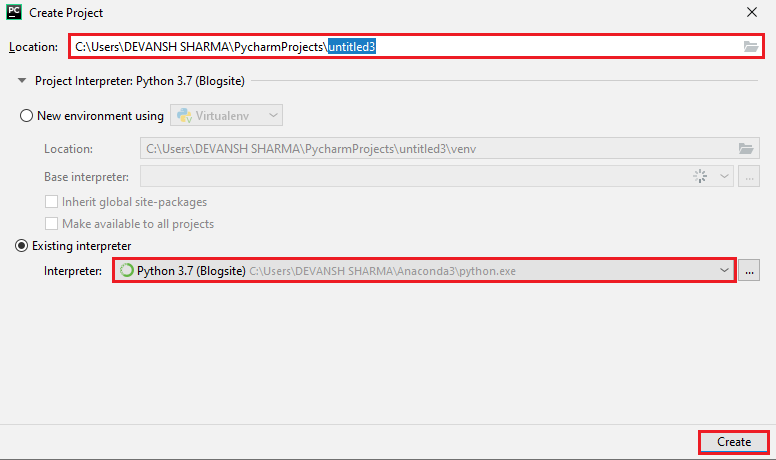 PC Create Project
Location: C:\Users\DEVANSH SHARMA\PycharmProjects\untitled3
Project Interpreter: Python 3.7 (Blogsite)
New environment using Virtualenv
Location: C:\Users\DEVANSH SHARMA\PycharmProjects\untitled3\venv
Base interpreter: ...
Inherit global site-packages
Make available to all projects
Existing interpreter
Interpreter: Python 3.7 (Blogsite) C:\Users\DEVANSH SHARMA\Anaconda3\python.exe ...
Create